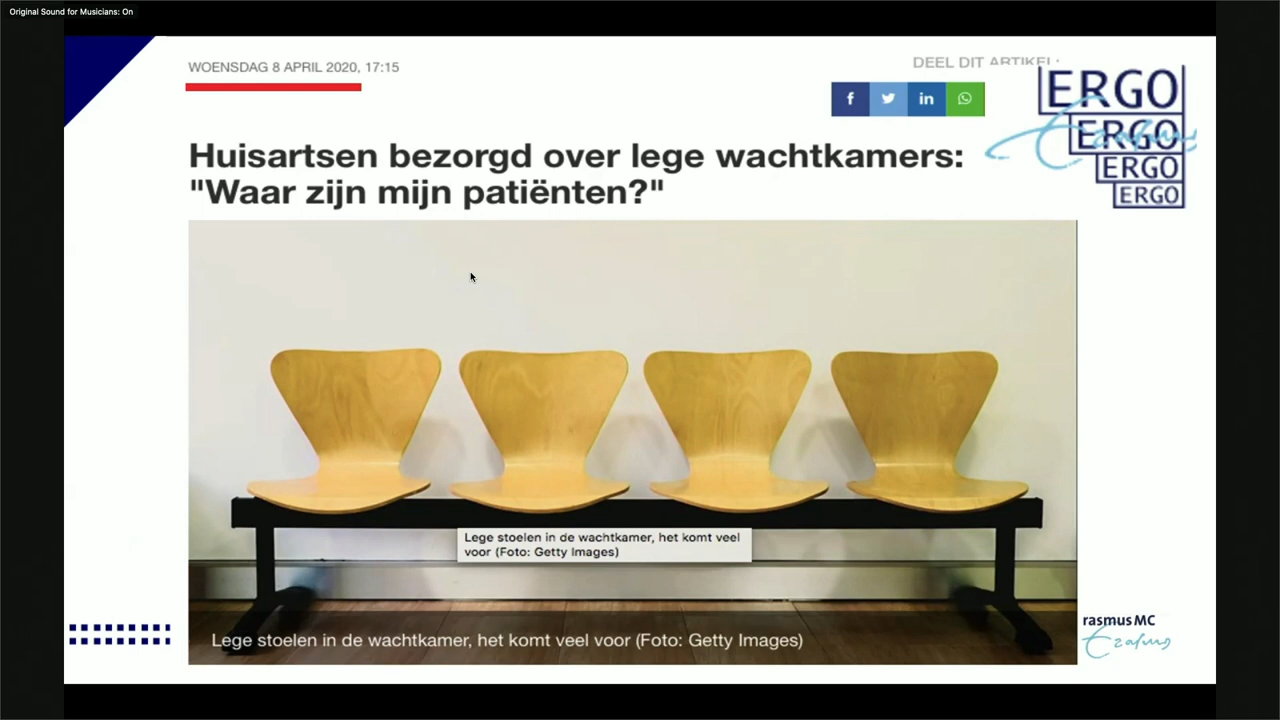 Original Sound for Musicians: On
WOENSDAG 8 APRIL 2020, 17:15
DEEL DIT ARTIKEL:
ERGO
ERGO
ERGO
ERGO
Erasmus
Huisartsen bezorgd over lege wachtkamers:
"Waar zijn mijn patiënten?"
Lege stoelen in de wachtkamer, het komt veel
voor (Foto: Getty Images)
Lege stoelen in de wachtkamer, het komt veel voor (Foto: Getty Images)
rasmus MC
Erasmus